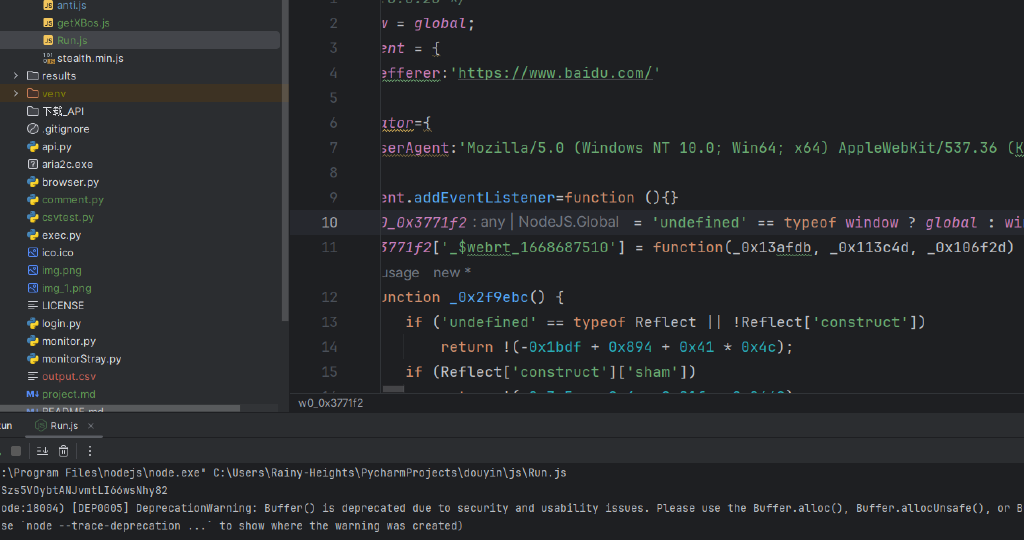 anti.js
getXBos.js
Run.js
stealth.min.js
results
venv
下载_API
.gitignore
api.py
aria2c.exe
browser.py
comment.py
csvtest.py
exec.py
ico.ico
img.png
img_1.png
LICENSE
login.py
monitor.py
monitorStray.py
output.csv
project.md
README.md
2 w = global;
3 ent = {
4 efferer:'https://www.baidu.com/'
5
6 ator={
7 serAgent:'Mozilla/5.0 (Windows NT 10.0; Win64; x64) AppleWebKit/537.36 (K
8
9 ent.addEventListener=function (){}
10 0_0x3771f2 : any | NodeJS.Global = 'undefined' == typeof window ? global : win
11 3771f2['_$webrt_1668687510'] = function(_0x13afdb, _0x113c4d, _0x106f2d)
usage new *
12 unction _0x2f9ebc() {
13 if ('undefined' == typeof Reflect || !Reflect['construct'])
14 return !(-0x1bdf + 0x894 + 0x41 * 0x4c);
15 if (Reflect['construct']['sham'])
w0_0x3771f2
un Run.js
:\Program Files\nodejs\node.exe" C:\Users\Rainy-Heights\PycharmProjects\douyin\js\Run.js
Szs5VOybtANJvmtLI66wsNhy82
ode:18004) [DEP0005] DeprecationWarning: Buffer() is deprecated due to security and usability issues. Please use the Buffer.alloc(), Buffer.allocUnsafe(), or B
se `node --trace-deprecation ...` to show where the warning was created)